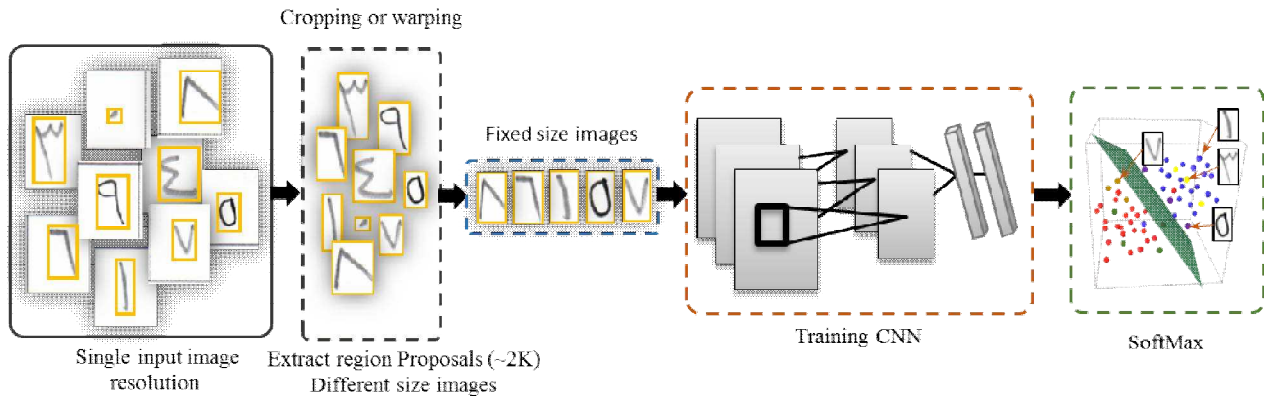 Cropping or warping
Fixed size images
Single input image
resolution
Extract region Proposals (~2K)
Different size images
Training CNN
SoftMax